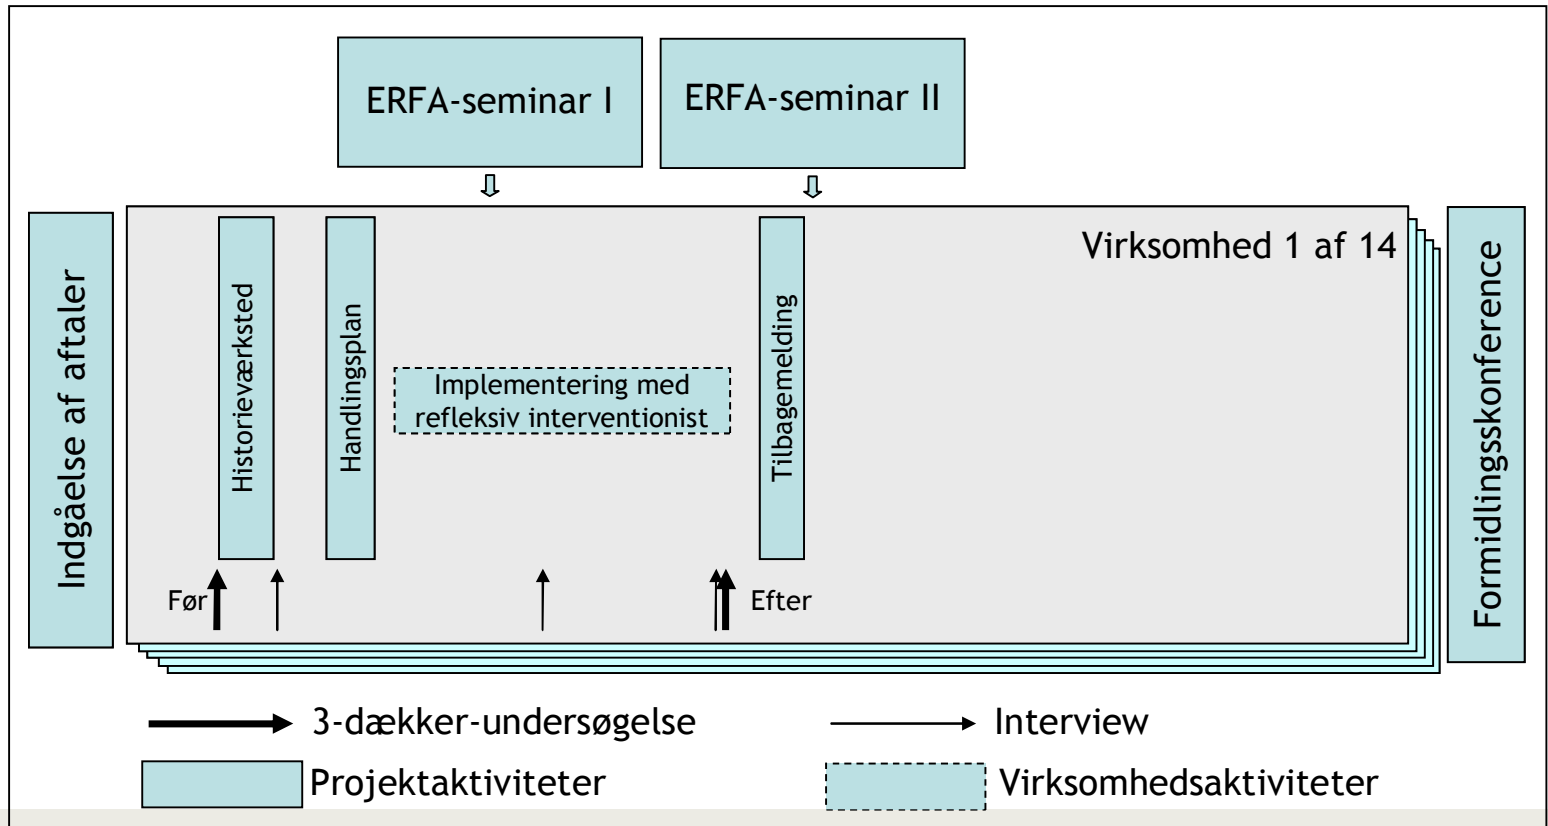 ERFA-seminar I
ERFA-seminar II
Indgåelse af aftaler
Virksomhed 1 af 14
Historieværksted
Handlingsplan
Implementering med
refleksiv interventionist
Tilbagemelding
Formidlingsskonference
Før
Efter
3-dækker-undersøgelse
Interview
Projektaktiviteter
Virksomhedsaktiviteter